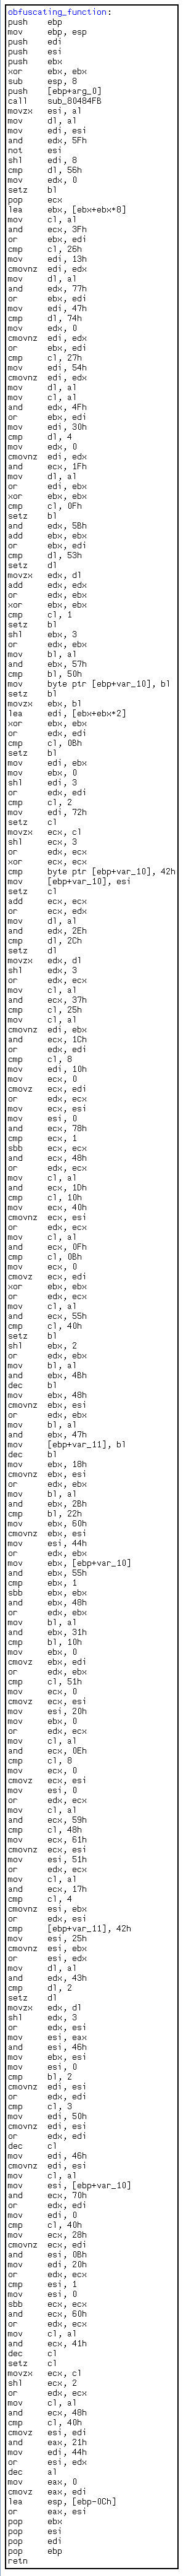 obfuscating_function:
push ebp
mov ebp, esp
push edi
push esi
push ebx
xor ebx, ebx
sub esp, 8
push [ebp+arg_0]
call sub_80484FB
movzx esi, al
mov dl, al
mov edi, esi
and edx, 5Fh
not esi
shl edi, 8
cmp dl, 56h
mov edx, 0
setz bl
pop ecx
lea ebx, [ebx+ebx*8]
mov cl, al
and ecx, 3Fh
or ebx, edi
cmp cl, 26h
mov edi, 13h
cmovnz edi, edx
mov dl, al
and edx, 77h
or ebx, edi
mov edi, 47h
cmp dl, 74h
mov edx, 0
cmovnz edi, edx
or ebx, edi
cmp cl, 27h
mov edi, 54h
cmovnz edi, edx
mov dl, al
mov cl, al
and edx, 4Fh
or ebx, edi
mov edi, 30h
cmp dl, 4
mov edx, 0
cmovnz edi, edx
and ecx, 1Fh
mov dl, al
or edi, ebx
xor ebx, ebx
cmp cl, 0Fh
setz bl
and edx, 5Bh
add ebx, ebx
or ebx, edi
cmp dl, 53h
setz dl
movzx edx, dl
add edx, edx
or edx, ebx
xor ebx, ebx
cmp cl, 1
setz bl
shl ebx, 3
or edx, ebx
mov bl, al
and ebx, 57h
cmp bl, 50h
mov byte ptr [ebp+var_10], bl
setz bl
movzx ebx, bl
lea edi, [ebx+ebx*2]
xor ebx, ebx
or edx, edi
cmp cl, 0Bh
setz bl
mov edi, ebx
mov ebx, 0
shl edi, 3
or edx, edi
cmp cl, 2
mov edi, 72h
setz cl
movzx ecx, cl
shl ecx, 3
or edx, ecx
xor ecx, ecx
cmp byte ptr [ebp+var_10], 42h
mov [ebp+var_10], esi
setz cl
add ecx, ecx
or ecx, edx
mov dl, al
and edx, 2Eh
cmp dl, 2Ch
setz dl
movzx edx, dl
shl edx, 3
or edx, ecx
mov cl, al
and ecx, 37h
cmp cl, 25h
mov cl, al
cmovnz edi, ebx
and ecx, 1Ch
or edx, edi
cmp cl, 8
mov edi, 10h
mov ecx, 0
cmovz ecx, edi
or edx, ecx
mov ecx, esi
mov esi, 0
and ecx, 78h
cmp ecx, 1
sbb ecx, ecx
and ecx, 48h
or edx, ecx
mov cl, al
and ecx, 1Dh
cmp cl, 10h
mov ecx, 40h
cmovnz ecx, esi
or edx, ecx
mov cl, al
and ecx, 0Fh
cmp cl, 0Bh
mov ecx, 0
cmovz ecx, edi
xor ebx, ebx
or edx, ecx
mov cl, al
and ecx, 55h
cmp cl, 40h
setz bl
shl ebx, 2
or edx, ebx
mov bl, al
and ebx, 4Bh
dec bl
mov ebx, 48h
cmovnz ebx, esi
or edx, ebx
mov bl, al
and ebx, 47h
mov [ebp+var_11], bl
dec bl
mov ebx, 18h
cmovnz ebx, esi
or edx, ebx
mov bl, al
and ebx, 2Bh
cmp bl, 22h
mov ebx, 60h
cmovnz ebx, esi
mov esi, 44h
or edx, ebx
mov ebx, [ebp+var_10]
and ebx, 55h
cmp ebx, 1
sbb ebx, ebx
and ebx, 48h
or edx, ebx
mov bl, al
and ebx, 31h
cmp bl, 10h
mov ebx, 0
cmovz ebx, edi
or edx, ebx
cmp cl, 51h
mov ecx, 0
cmovz ecx, esi
mov esi, 20h
mov ebx, 0
or edx, ecx
mov cl, al
and ecx, 0Eh
cmp cl, 8
mov ecx, 0
cmovz ecx, esi
mov esi, 0
or edx, ecx
mov cl, al
and ecx, 59h
cmp cl, 48h
mov ecx, 61h
cmovnz ecx, esi
mov esi, 51h
or edx, ecx
mov cl, al
and ecx, 17h
cmp cl, 4
cmovnz esi, ebx
or edx, esi
cmp [ebp+var_11], 42h
mov esi, 25h
cmovnz esi, ebx
or esi, edx
mov dl, al
and edx, 43h
cmp dl, 2
setz dl
movzx edx, dl
shl edx, 3
or edx, esi
mov esi, eax
and esi, 46h
mov ebx, esi
mov esi, 0
cmp bl, 2
cmovnz edi, esi
or edx, edi
cmp cl, 3
mov edi, 50h
cmovnz edi, esi
or edx, edi
dec cl
mov edi, 46h
cmovnz edi, esi
mov cl, al
mov esi, [ebp+var_10]
and ecx, 70h
or edx, edi
mov edi, 0
cmp cl, 40h
mov ecx, 28h
cmovnz ecx, edi
and esi, 0Bh
mov edi, 20h
or edx, ecx
cmp esi, 1
mov esi, 0
sbb ecx, ecx
and ecx, 60h
or edx, ecx
mov cl, al
and ecx, 41h
dec cl
setz cl
movzx ecx, cl
shl ecx, 2
or edx, ecx
mov cl, al
and ecx, 48h
cmp cl, 40h
cmovz esi, edi
and eax, 21h
mov edi, 44h
or esi, edx
dec al
mov eax, 0
cmovz eax, edi
lea esp, [ebp-0Ch]
or eax, esi
pop ebx
pop esi
pop edi
pop ebp
retn